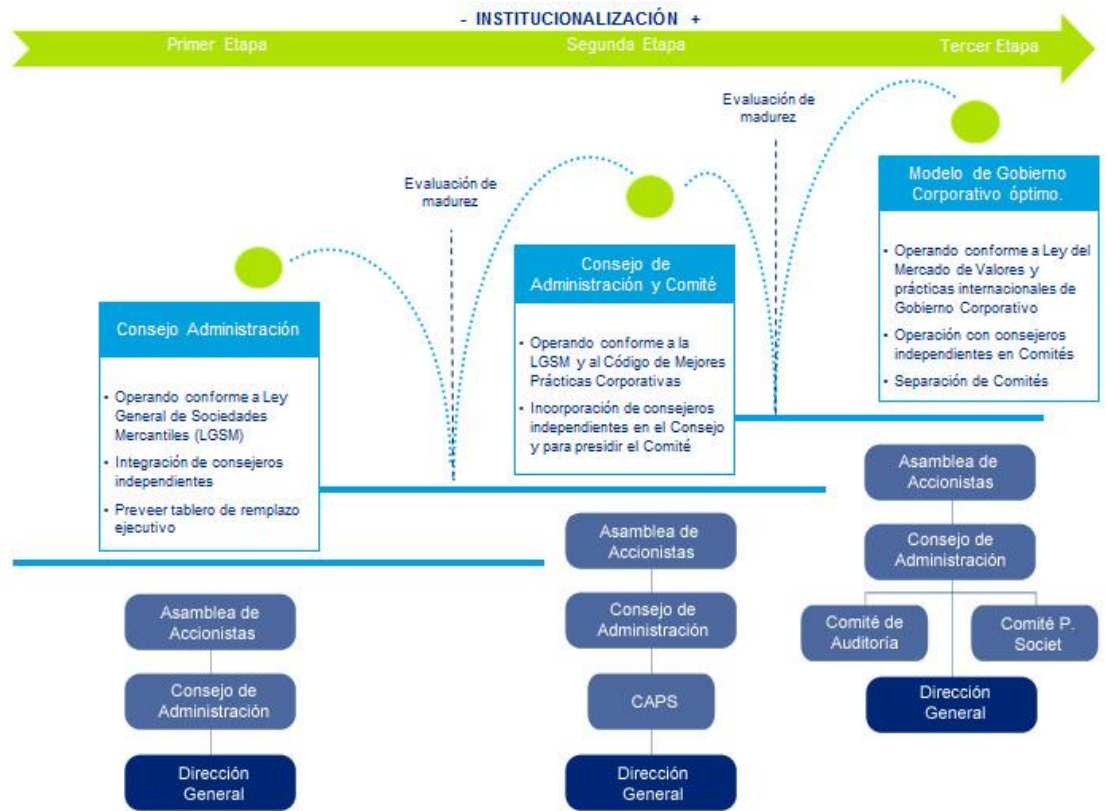 - INSTITUCIONALIZACIÓN +
Primer Etapa
Segunda Etapa
Tercer Etapa
Evaluación de
madurez
Evaluación de
madurez
Consejo Administración
• Operando conforme a Ley
General de Sociedades
Mercantiles (LGSM)
• Integración de consejeros
independientes
• Preveer tablero de remplazo
ejecutivo
Consejo de
Administración y Comité
• Operando conforme a la
LGSM y al Código de Mejores
Prácticas Corporativas
• Incorporación de consejeros
independientes en el Consejo
y para presidir el Comité
Modelo de Gobierno
Corporativo óptimo.
• Operando conforme a Ley del
Mercado de Valores y
prácticas internacionales de
Gobierno Corporativo
• Operación con consejeros
independientes en Comités
• Separación de Comités
Asamblea de
Accionistas
Consejo de
Administración
Dirección
General
Asamblea de
Accionistas
Consejo de
Administración
CAPS
Dirección
General
Asamblea de
Accionistas
Consejo de
Administración
Comité de
Auditoría
Comité P.
Societ
Dirección
General